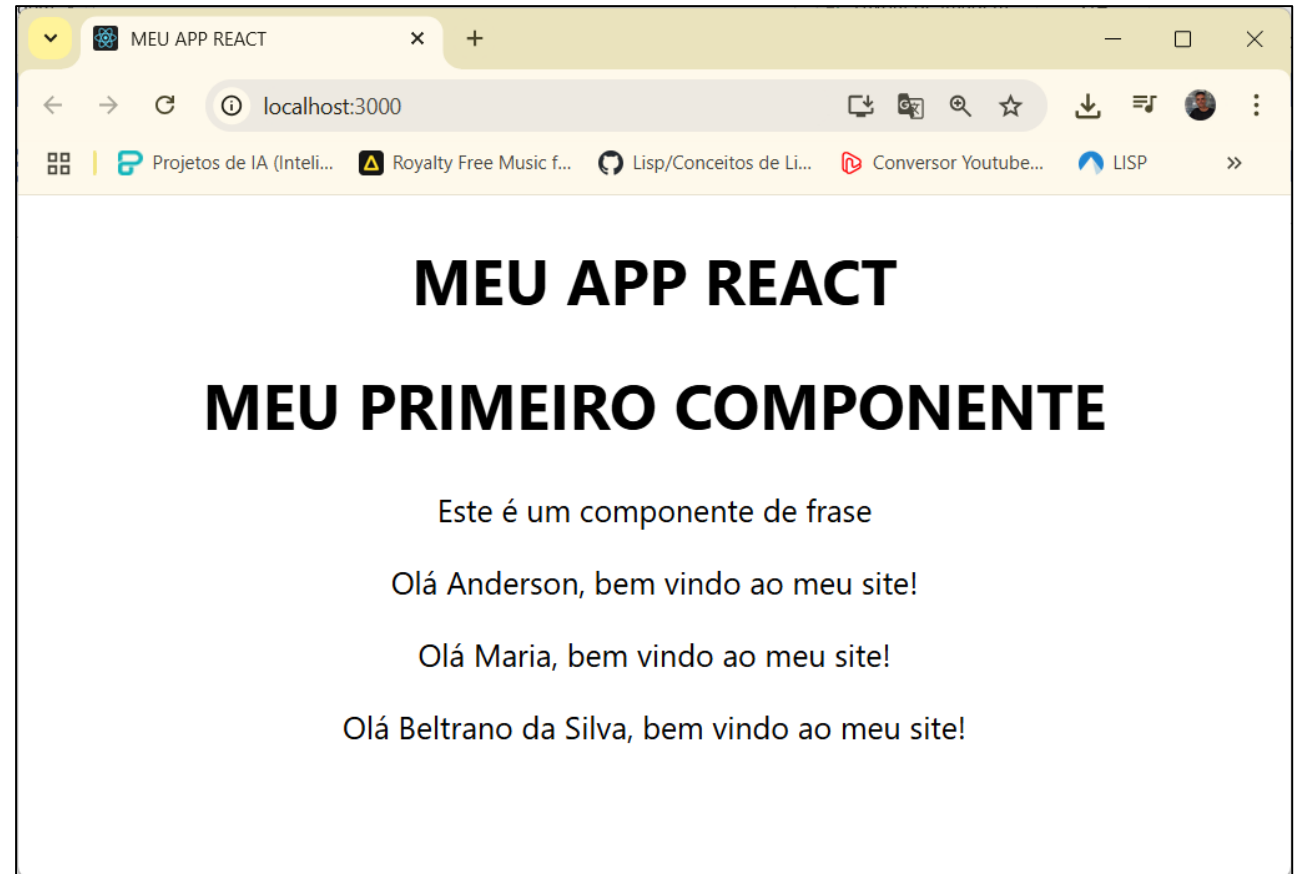 MEU APP REACT
localhost:3000
Projetos de IA (Inteli... Royalty Free Music f... Lisp/Conceitos de Li... Conversor Youtube... LISP
MEU APP REACT
MEU PRIMEIRO COMPONENTE
Este é um componente de frase
Olá Anderson, bem vindo ao meu site!
Olá Maria, bem vindo ao meu site!
Olá Beltrano da Silva, bem vindo ao meu site!